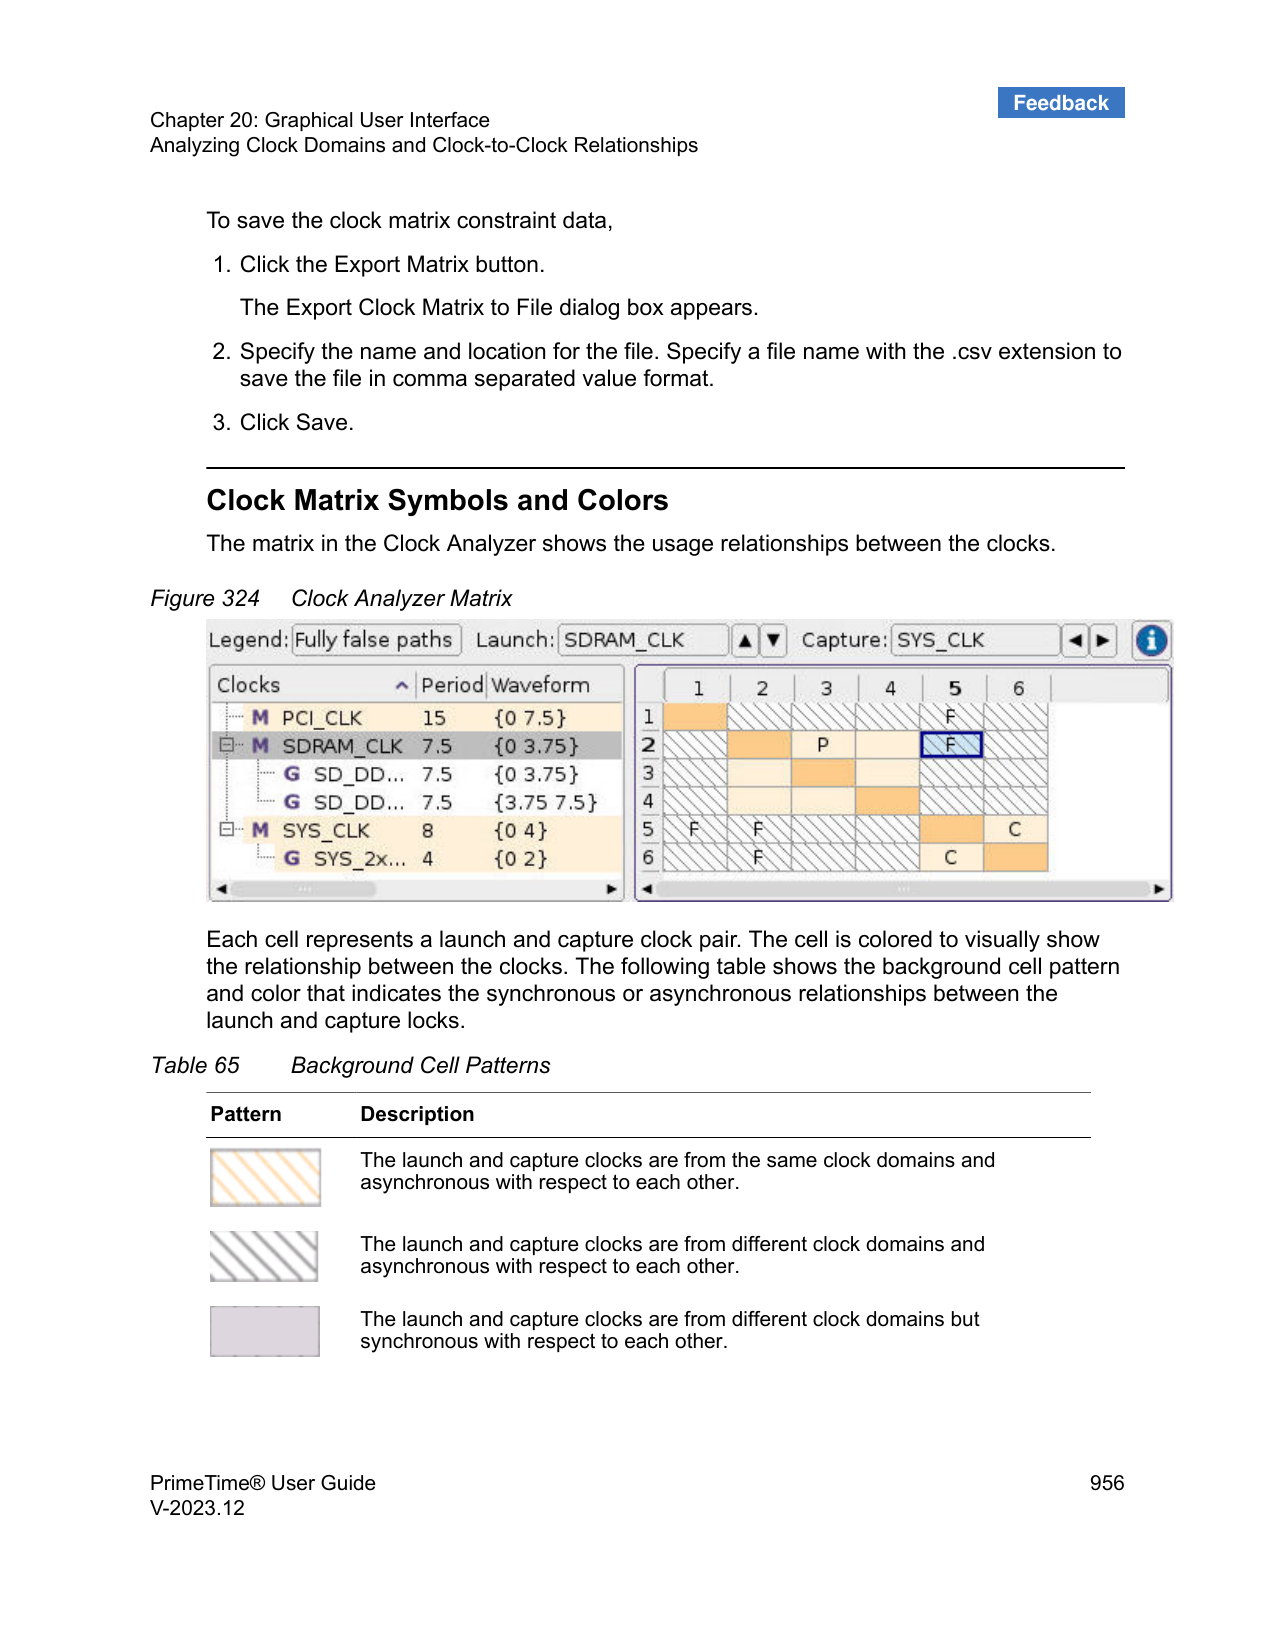 Feedback
Chapter 20: Graphical User Interface
Analyzing Clock Domains and Clock-to-Clock Relationships
To save the clock matrix constraint data,
1. Click the Export Matrix button.
The Export Clock Matrix to File dialog box appears.
2. Specify the name and location for the file. Specify a file name with the .csv extension to
save the file in comma separated value format.
3. Click Save.
Clock Matrix Symbols and Colors
The matrix in the Clock Analyzer shows the usage relationships between the clocks.
Figure 324 Clock Analyzer Matrix
Legend: Fully false paths Launch: SDRAM_CLK Capture: SYS_CLK
Clocks Period Waveform 1 2 3 4 5 6
M PCI_CLK 15 {0 7.5} 1 F
M SDRAM_CLK 7.5 {0 3.75} 2 P F
G SD_DD... 7.5 {0 3.75} 3
G SD_DD... 7.5 {3.75 7.5} 4
M SYS_CLK 8 {0 4} 5 F F C
G SYS_2x... 4 {0 2} 6 F C
Each cell represents a launch and capture clock pair. The cell is colored to visually show
the relationship between the clocks. The following table shows the background cell pattern
and color that indicates the synchronous or asynchronous relationships between the
launch and capture locks.
Table 65 Background Cell Patterns
Pattern Description
The launch and capture clocks are from the same clock domains and
asynchronous with respect to each other.
The launch and capture clocks are from different clock domains and
asynchronous with respect to each other.
The launch and capture clocks are from different clock domains but
synchronous with respect to each other.
PrimeTime® User Guide 956
V-2023.12